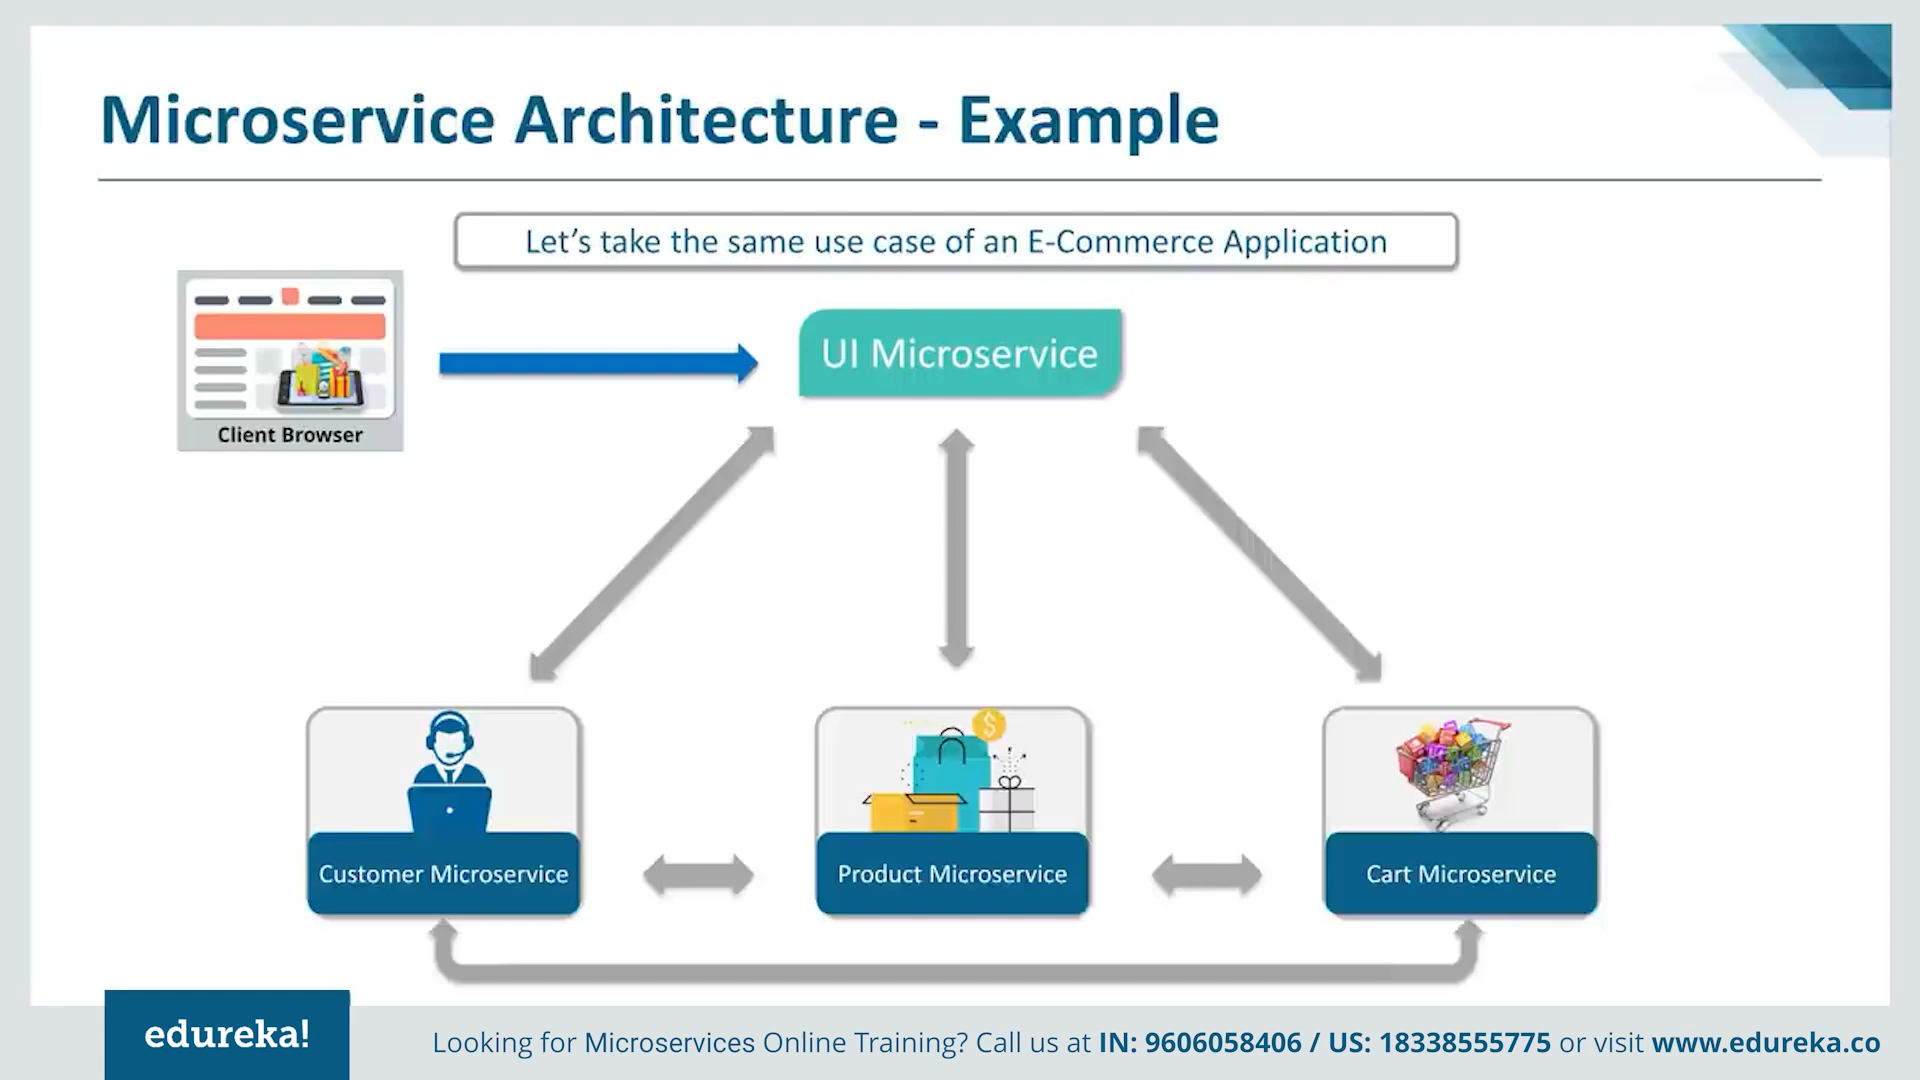 Microservice Architecture - Example
Let's take the same use case of an E-Commerce Application
UI Microservice
Client Browser
$
Customer Microservice
Product Microservice
Cart Microservice
edureka!
Looking for Microservices Online Training? Call us at IN: 9606058406 / US: 18338555775 or visit www.edureka.co